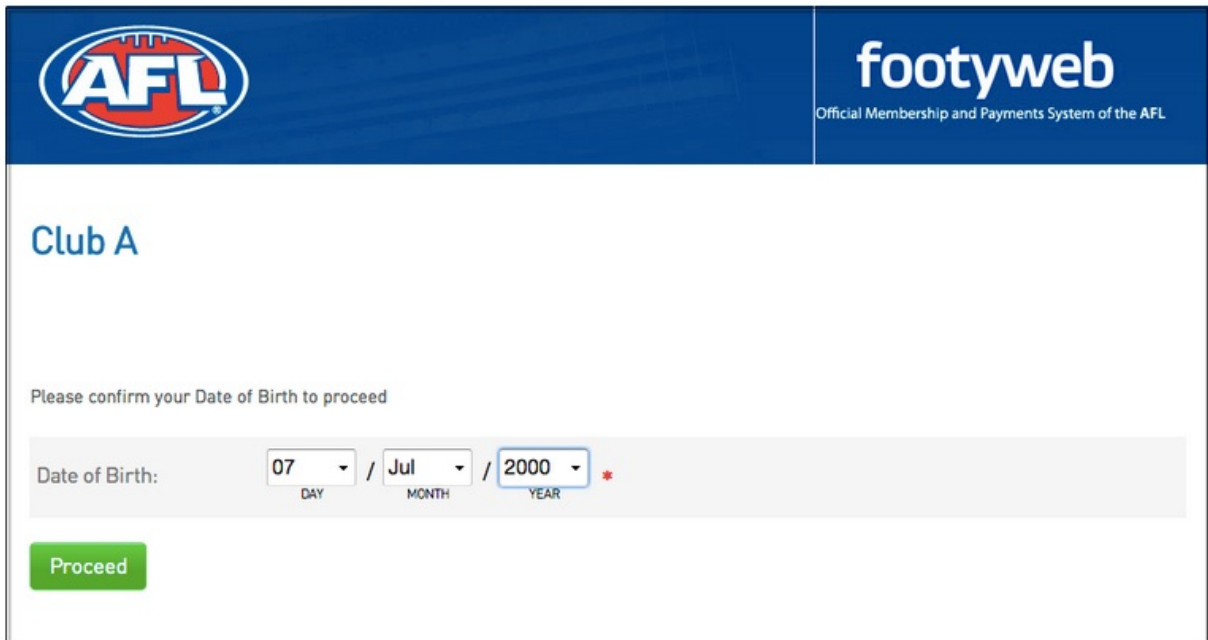 AFL
footyweb
Official Membership and Payments System of the AFL
Club A
Please confirm your Date of Birth to proceed
Date of Birth: 07 / Jul / 2000 *
DAY MONTH YEAR
Proceed